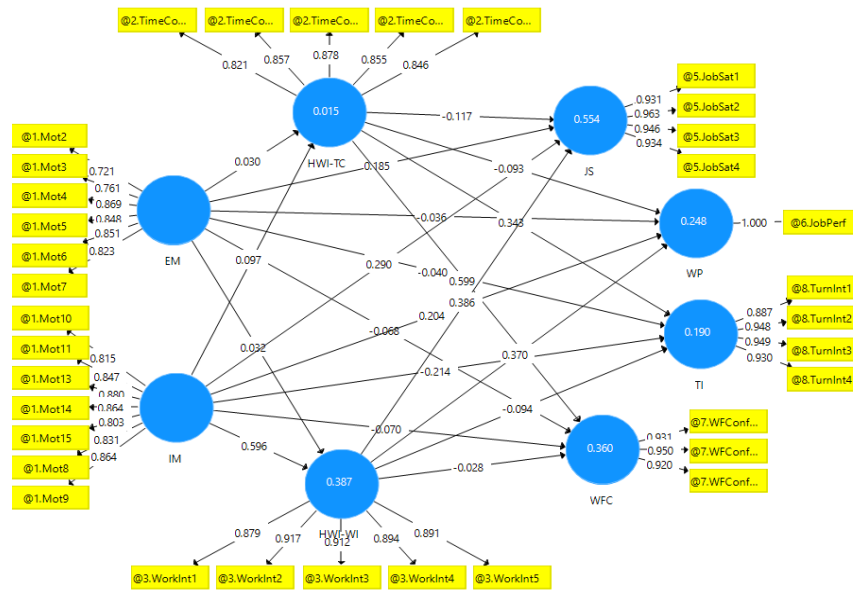 @2.TimeCo... @2.TimeCo... @2.TimeCo... @2.TimeCo... @2.TimeCo...
0.821 0.857 0.878 0.855 0.846
0.015
HWI-TC
@1.Mot2
@1.Mot3
@1.Mot4
@1.Mot5
@1.Mot6
@1.Mot7
0.721
0.761
0.869
0.848
0.851
0.823
EM
@1.Mot10
@1.Mot11
@1.Mot13
@1.Mot14
@1.Mot15
@1.Mot8
@1.Mot9
0.815
0.847
0.880
0.864
0.803
0.831
0.864
IM
0.030
0.097
0.032
0.596
-0.117
0.185
-0.093
0.343
-0.036
0.290
-0.040
0.599
0.386
0.204
-0.068
0.370
-0.214
-0.094
-0.070
-0.028
0.387
HWI-WI
0.879 0.917 0.912 0.894 0.891
@3.WorkInt1 @3.WorkInt2 @3.WorkInt3 @3.WorkInt4 @3.WorkInt5
0.554
JS
0.931
0.963
0.946
0.934
@5.JobSat1
@5.JobSat2
@5.JobSat3
@5.JobSat4
0.248
WP
1.000
@6.JobPerf
0.190
TI
0.887
0.948
0.949
0.930
@8.TurnInt1
@8.TurnInt2
@8.TurnInt3
@8.TurnInt4
0.360
WFC
0.931
0.950
0.920
@7.WFConf...
@7.WFConf...
@7.WFConf...